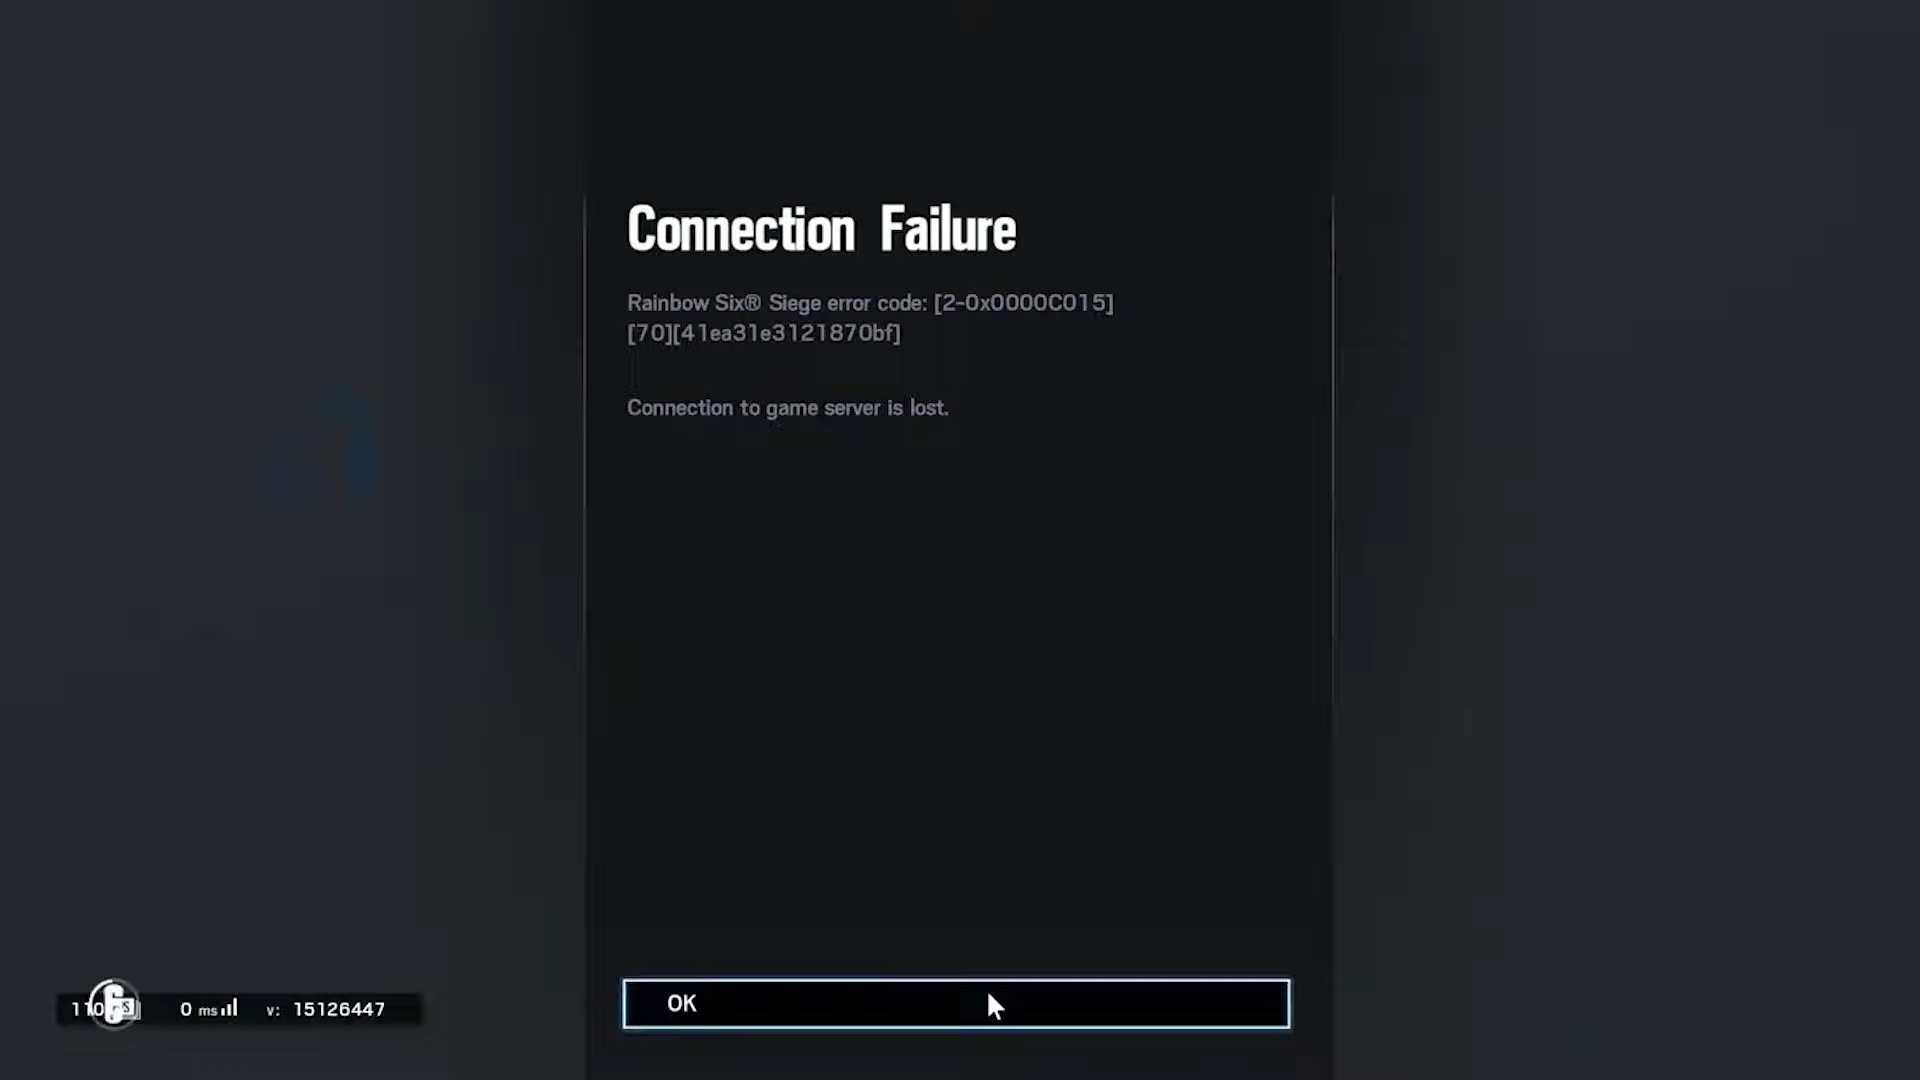 Connection Failure
Rainbow Six® Siege error code: [2-0x0000C015]
[70][41ea31e3121870bf]
Connection to game server is lost.
OK
110 0 ms v: 15126447